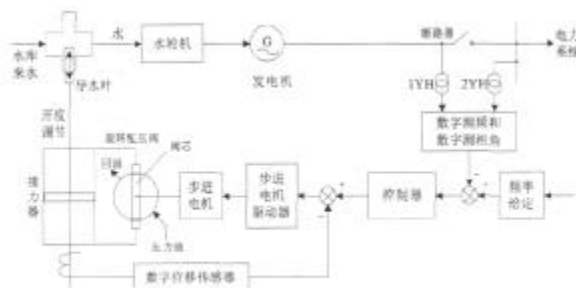 水库
来水
水
水轮机
G
发电机
断路器
电力
系统
导水叶
1YH
2YH
数字测频和
数字测相角
开度
调节
旋转配压阀
阀芯
回油
接力器
步进
电机
步进
电机
驱动器
控制器
频率
给定
压力油
数字位移传感器